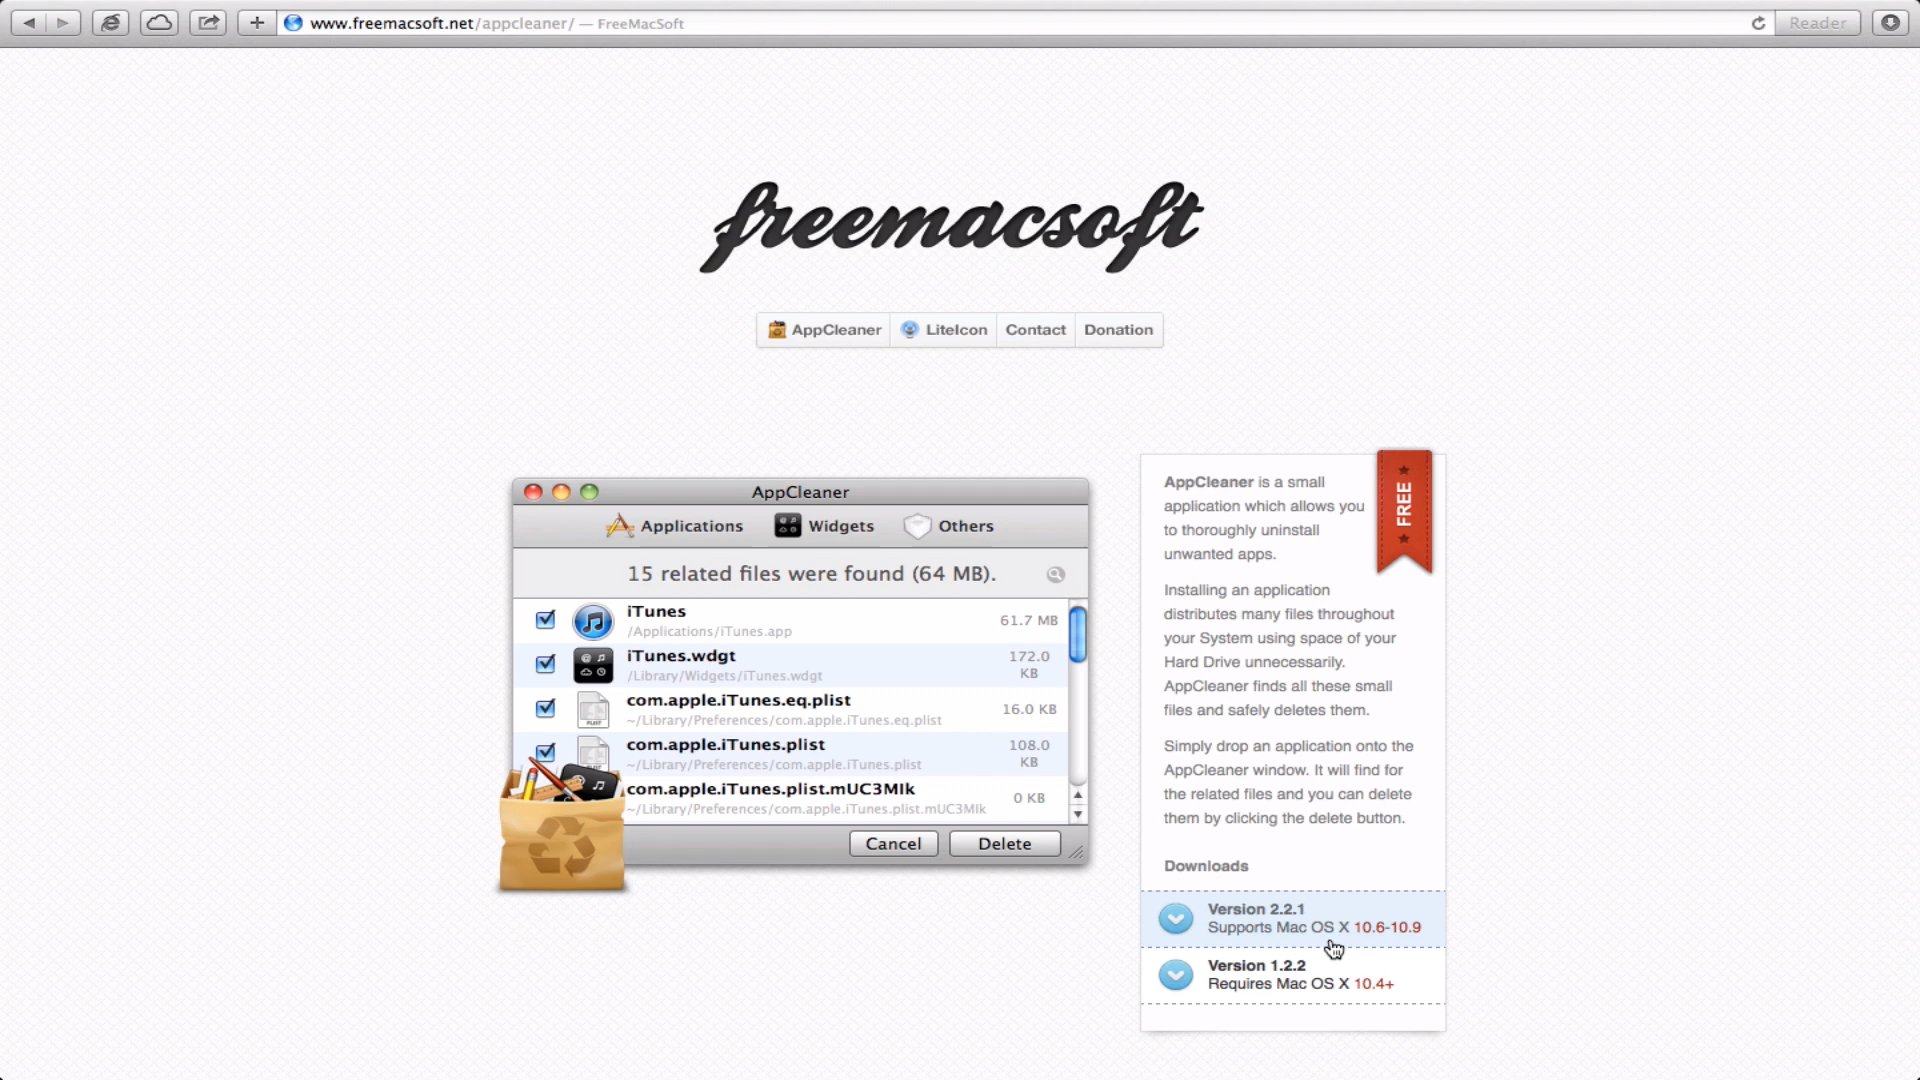 www.freemacsoft.net/appcleaner/ — FreeMacSoft
Reader
freemacsoft
AppCleaner
LiteIcon
Contact
Donation
AppCleaner
Applications
Widgets
Others
15 related files were found (64 MB).
iTunes
/Applications/iTunes.app
61.7 MB
iTunes.wdgt
/Library/Widgets/iTunes.wdgt
172.0
KB
com.apple.iTunes.eq.plist
~/Library/Preferences/com.apple.iTunes.eq.plist
16.0 KB
com.apple.iTunes.plist
~/Library/Preferences/com.apple.iTunes.plist
108.0
KB
com.apple.iTunes.plist.mUC3MIk
~/Library/Preferences/com.apple.iTunes.plist.mUC3MIk
0 KB
Cancel
Delete
FREE
AppCleaner is a small
application which allows you
to thoroughly uninstall
unwanted apps.
Installing an application
distributes many files throughout
your System using space of your
Hard Drive unnecessarily.
AppCleaner finds all these small
files and safely deletes them.
Simply drop an application onto the
AppCleaner window. It will find for
the related files and you can delete
them by clicking the delete button.
Downloads
Version 2.2.1
Supports Mac OS X 10.6-10.9
Version 1.2.2
Requires Mac OS X 10.4+